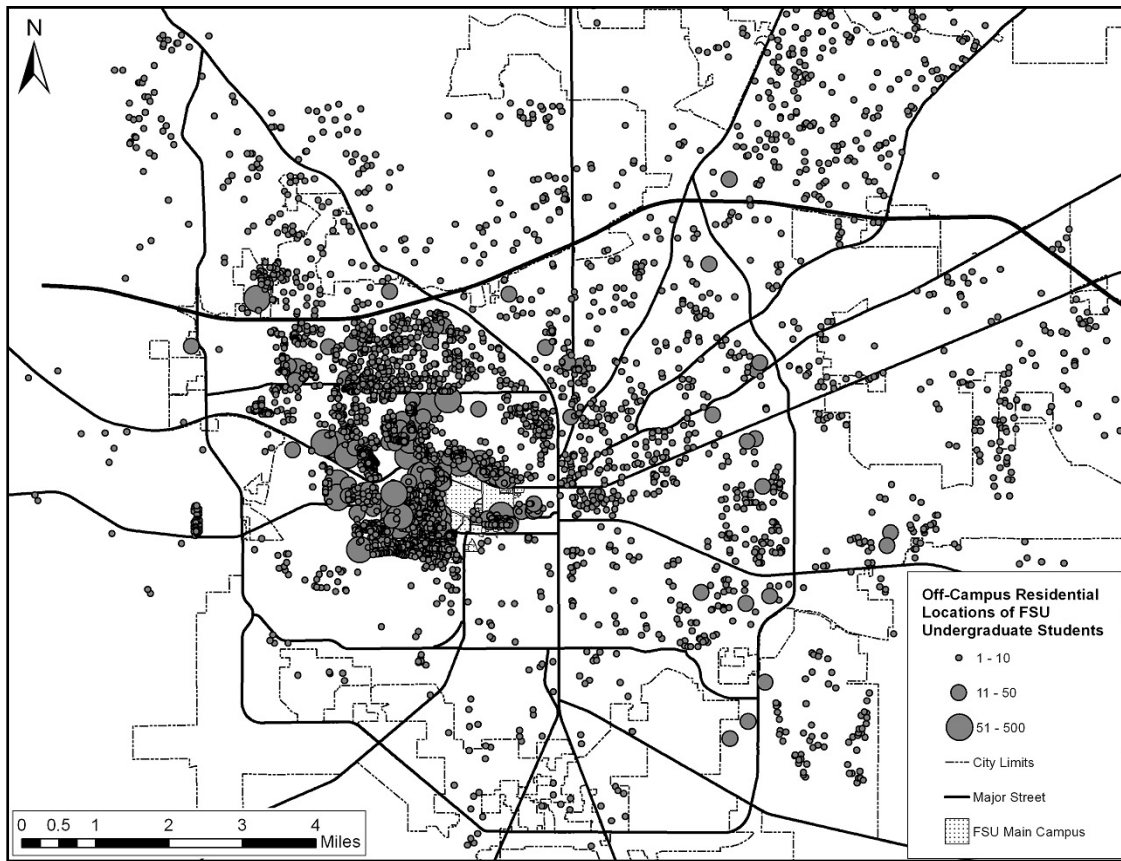 N
Off-Campus Residential
Locations of FSU
Undergraduate Students
1 - 10
11 - 50
51 - 500
City Limits
Major Street
FSU Main Campus
0 0.5 1 2 3 4
Miles